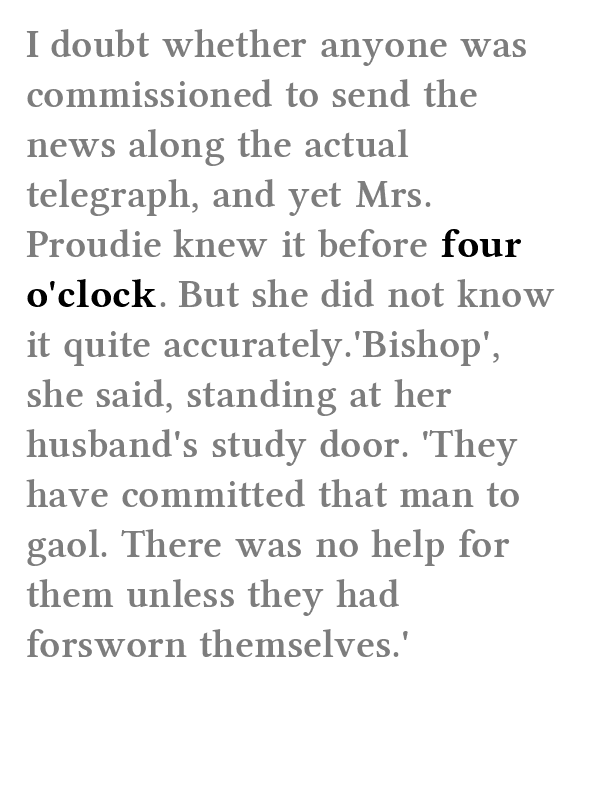 I doubt whether anyone was
commissioned to send the
news along the actual
telegraph, and yet Mrs.
Proudie knew it before four
o'clock. But she did not know
it quite accurately.'Bishop',
she said, standing at her
husband's study door. 'They
have committed that man to
gaol. There was no help for
them unless they had
forsworn themselves.'